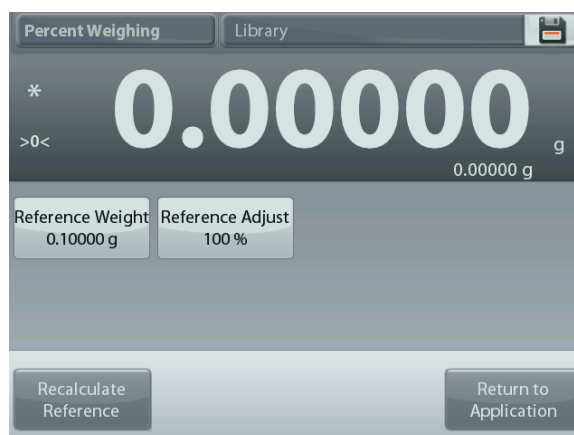 Percent Weighing
Library
*
0.00000
>0<
g
0.00000 g
Reference Weight
0.10000 g
Reference Adjust
100 %
Recalculate
Reference
Return to
Application